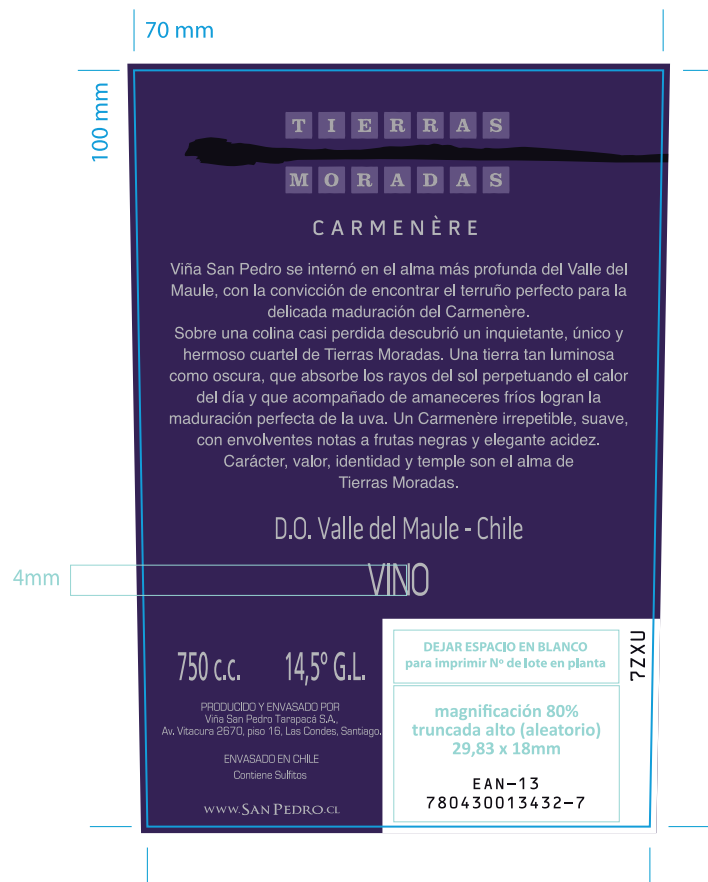 70 mm
100 mm
TIERRAS
MORADAS
CARMENÈRE
Viña San Pedro se internó en el alma más profunda del Valle del
Maule, con la convicción de encontrar el terruño perfecto para la
delicada maduración del Carmenère.
Sobre una colina casi perdida descubrió un inquietante, único y
hermoso cuartel de Tierras Moradas. Una tierra tan luminosa
como oscura, que absorbe los rayos del sol perpetuando el calor
del día y que acompañado de amaneceres fríos logran la
maduración perfecta de la uva. Un Carmenère irrepetible, suave,
con envolventes notas a frutas negras y elegante acidez.
Carácter, valor, identidad y temple son el alma de
Tierras Moradas.
D.O. Valle del Maule - Chile
4mm
VINO
750 c.c. 14,5° G.L.
PRODUCIDO Y ENVASADO POR
Viña San Pedro Tarapacá S.A.,
Av. Vitacura 2670, piso 16, Las Condes, Santiago.
ENVASADO EN CHILE
Contiene Sulfitos
WWW.SAN PEDRO.CL
DEJAR ESPACIO EN BLANCO
para imprimir Nº de lote en planta
7ZXU
magnificación 80%
truncada alto (aleatorio)
29,83 x 18mm
EAN-13
780430013432-7